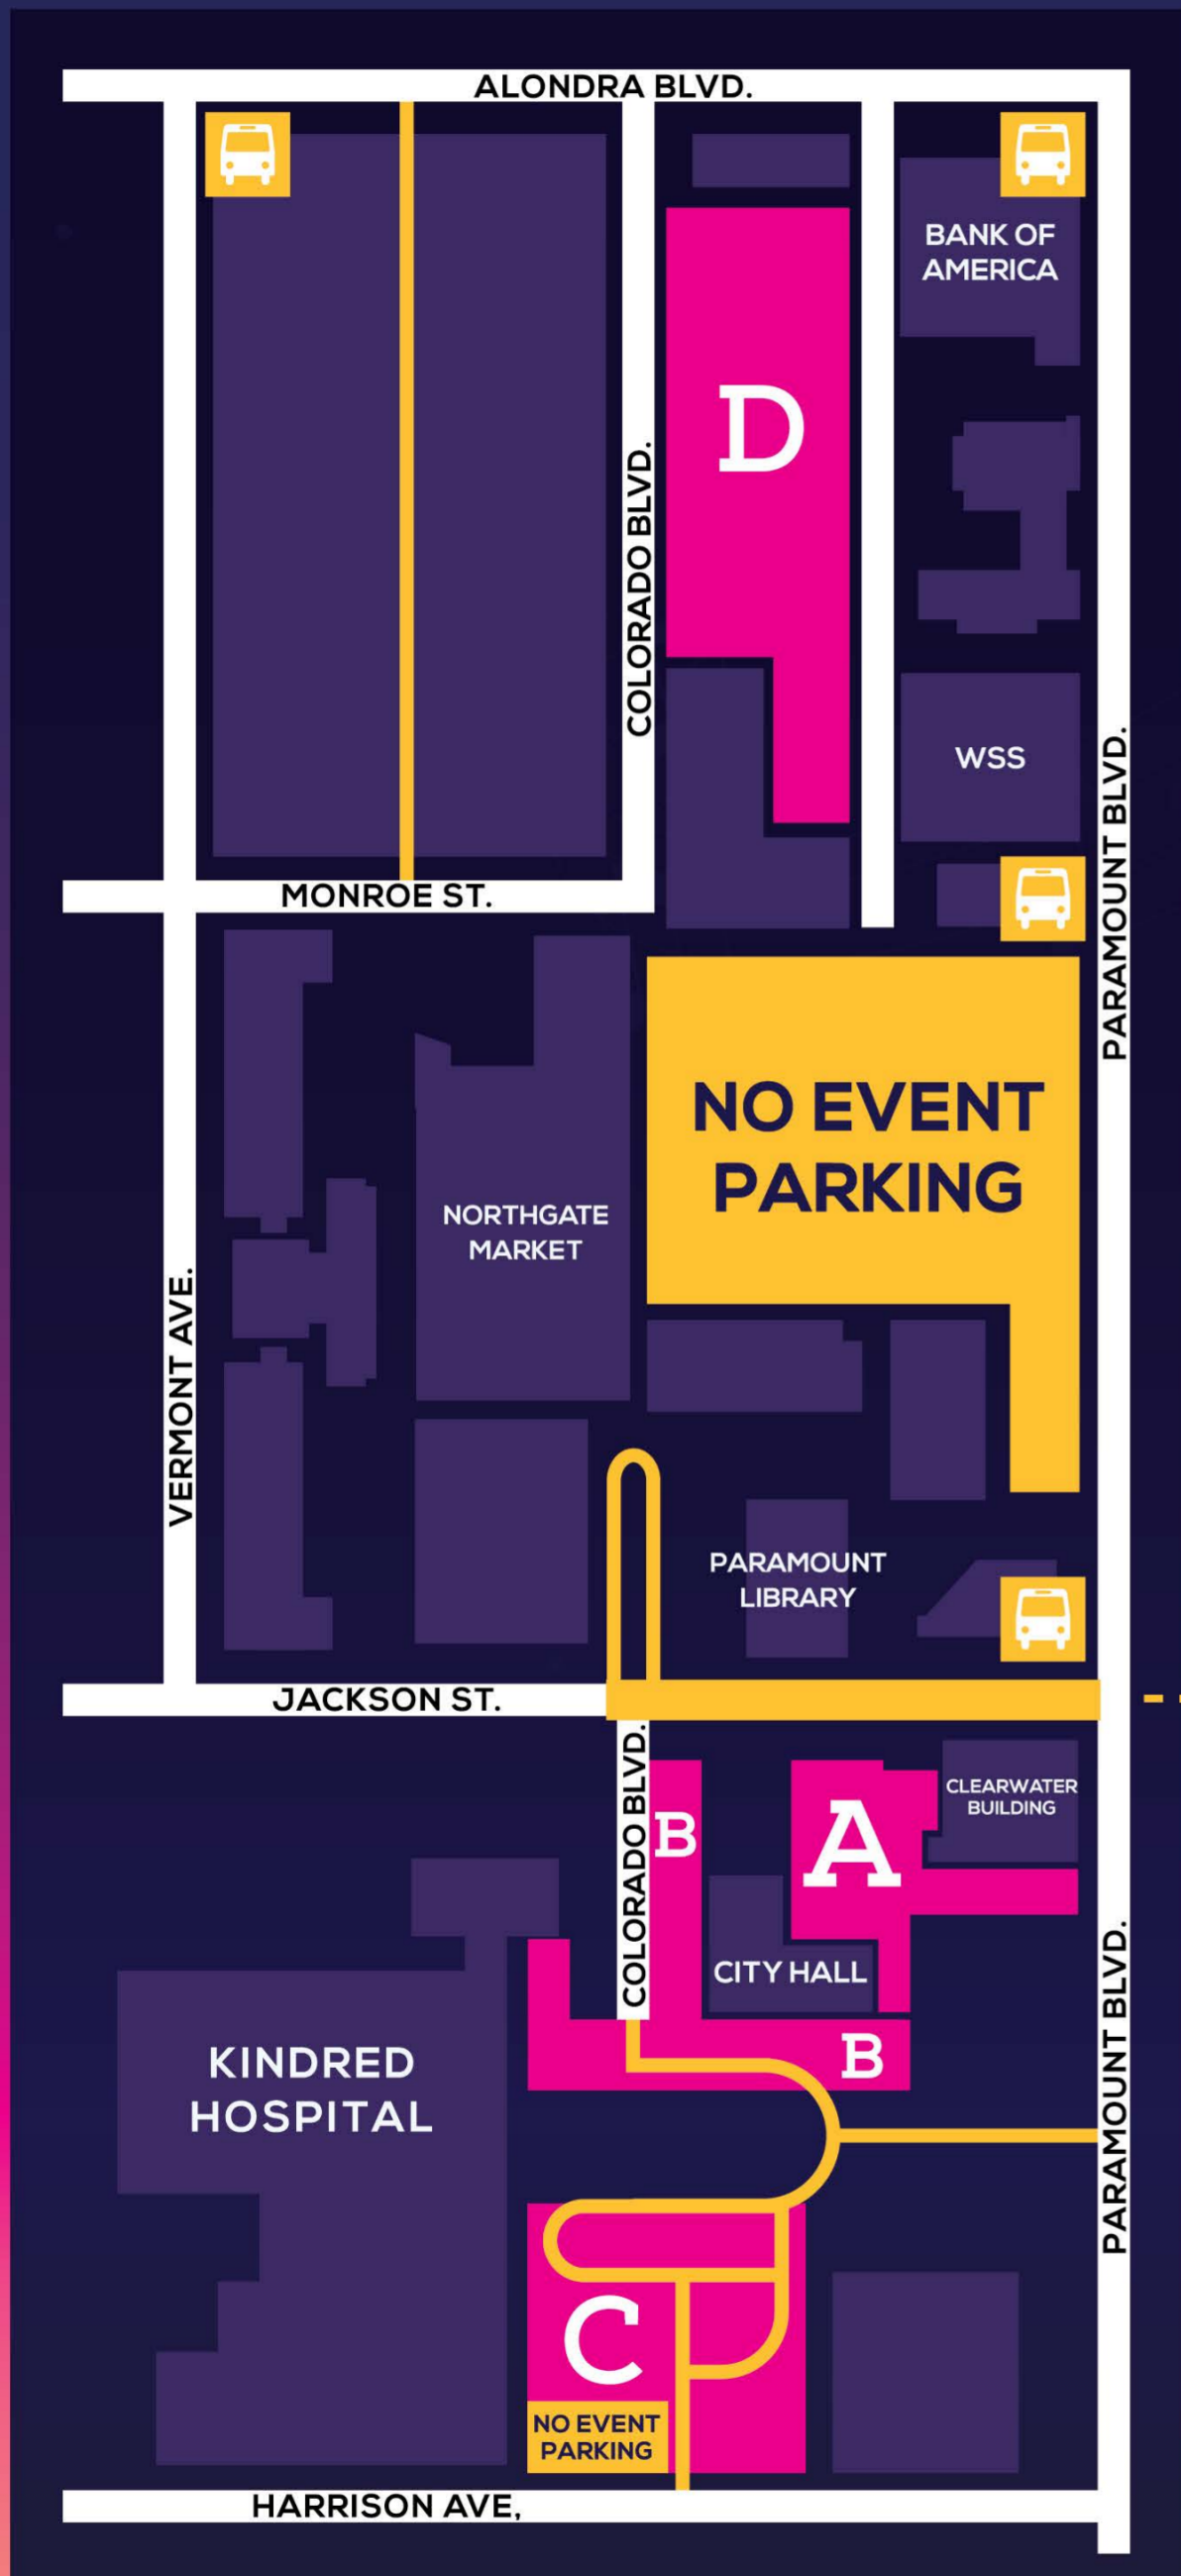 ALONDRA BLVD.
BANK OF
AMERICA
D
COLORADO BLVD.
WSS
PARAMOUNT BLVD.
MONROE ST.
NO EVENT
PARKING
NORTHGATE
MARKET
VERMONT AVE.
PARAMOUNT
LIBRARY
JACKSON ST.
COLORADO BLVD.
B
A
CLEARWATER
BUILDING
CITY HALL
PARAMOUNT BLVD.
KINDRED
HOSPITAL
B
C
NO EVENT
PARKING
HARRISON AVE,